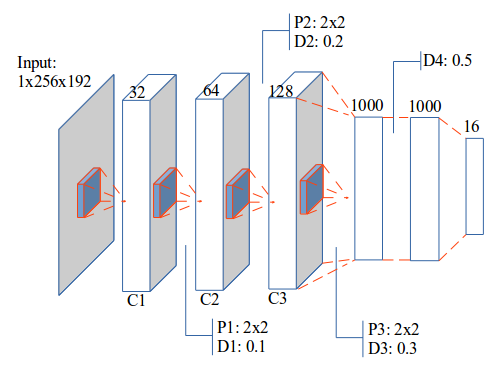 P2: 2x2
D2: 0.2
Input:
1x256x192
D4: 0.5
32
64
128
1000
1000
16
C1
C2
C3
P1: 2x2
D1: 0.1
P3: 2x2
D3: 0.3